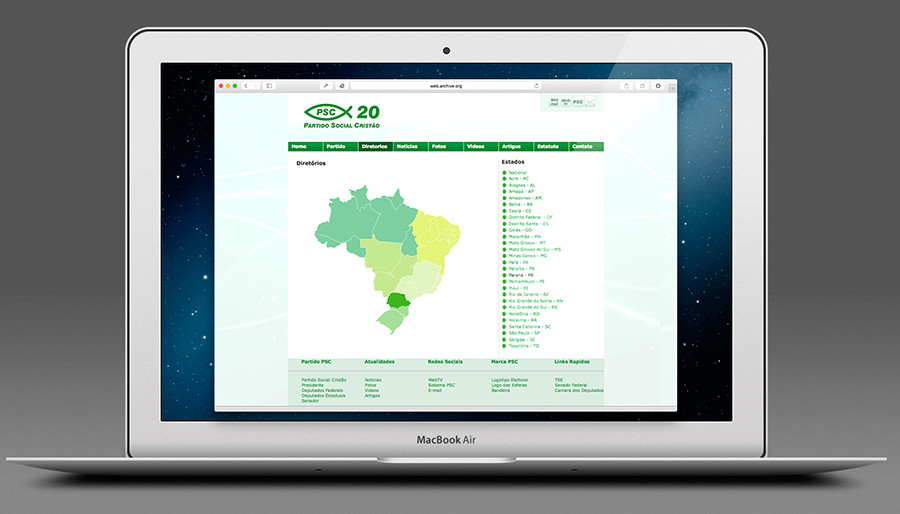 web.archive.org
PSC 20
PARTIDO SOCIAL CRISTÃO
PSC
Home Partido Diretorios Notícias Fotos Vídeos Artigos Estatuto Contato
Diretórios
Estados
Nacional
Acre - AC
Alagoas - AL
Amapá - AP
Amazonas - AM
Bahia - BA
Ceará - CE
Distrito Federal - DF
Espirito Santo - ES
Goiás - GO
Maranhão - MA
Mato Grosso - MT
Mato Grosso do Sul - MS
Minas Gerais - MG
Pará - PA
Paraíba - PB
Paraná - PR
Pernambuco - PE
Piauí - PI
Rio de Janeiro - RJ
Rio Grande do Norte - RN
Rio Grande do Sul - RS
Rondônia - RO
Roraima - RR
Santa Catarina - SC
São Paulo - SP
Sergipe - SE
Tocantins - TO
Partido PSC Atualidades Redes Sociais Marca PSC Links Rapidos
Partido Social Cristão Notícias WebTV Logotipo Eleitoral TSE
Presidente Fotos Sistema PSC Logo das Esferas Senado Federal
Deputados Federais Vídeos E-mail Bandeira Camara dos Deputados
Deputados Estaduais Artigos
Senador
MacBook Air